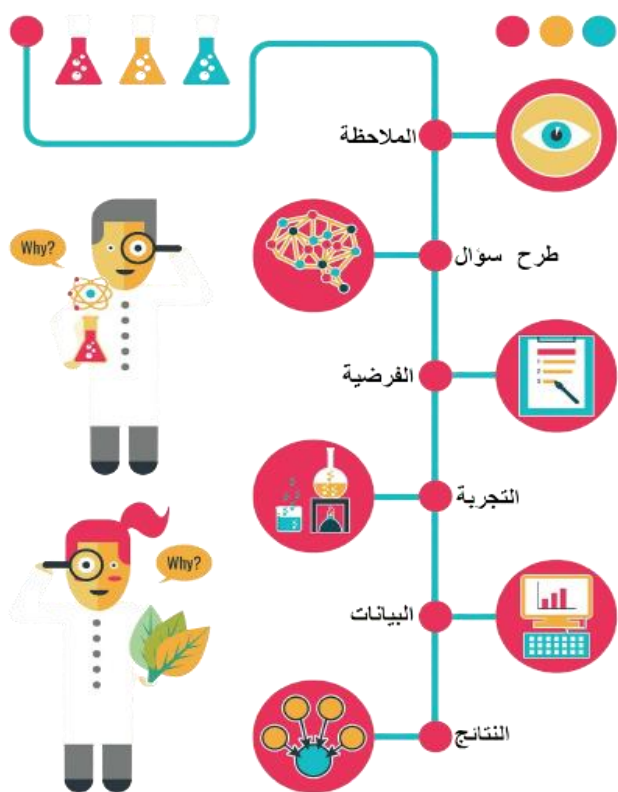 الملاحظة
Why?
طرح سؤال
الفرضية
التجربة
Why?
البيانات
النتائج